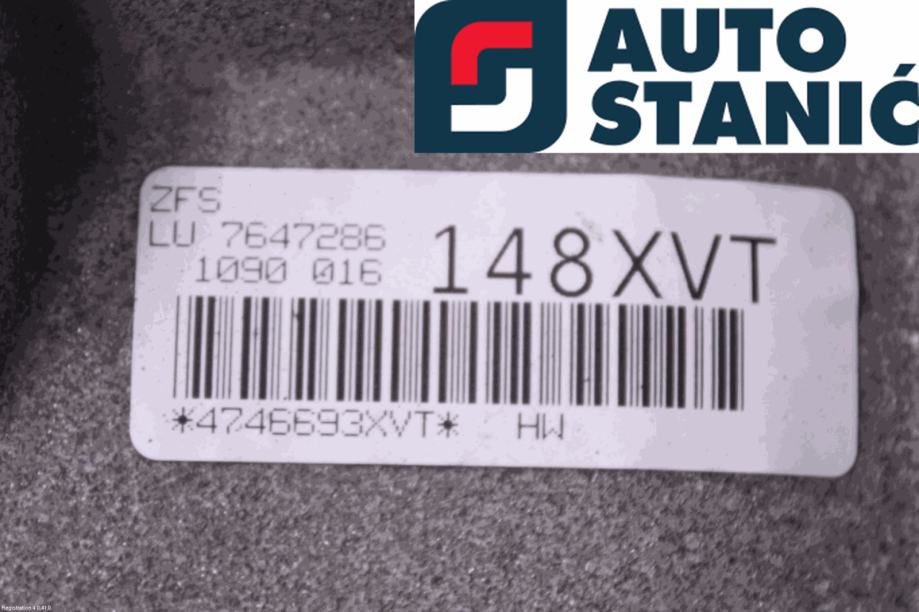 AUTO
STANIĆ
ZFS
LU 7647286
1090 016
148XVT
*4746693XVT* HW